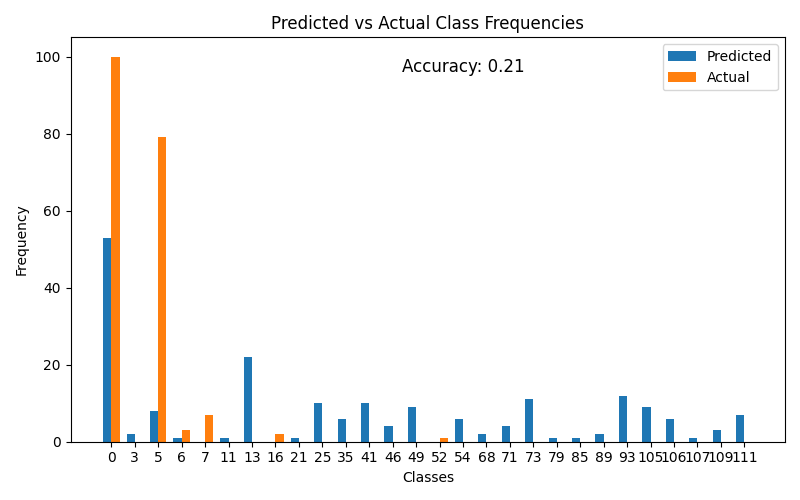 Predicted vs Actual Class Frequencies
Accuracy: 0.21
Predicted
Actual
Frequency
100
80
60
40
20
0
0 3 5 6 7 11 13 16 21 25 35 41 46 49 52 54 68 71 73 79 85 89 93 105 106 107 109 111
Classes